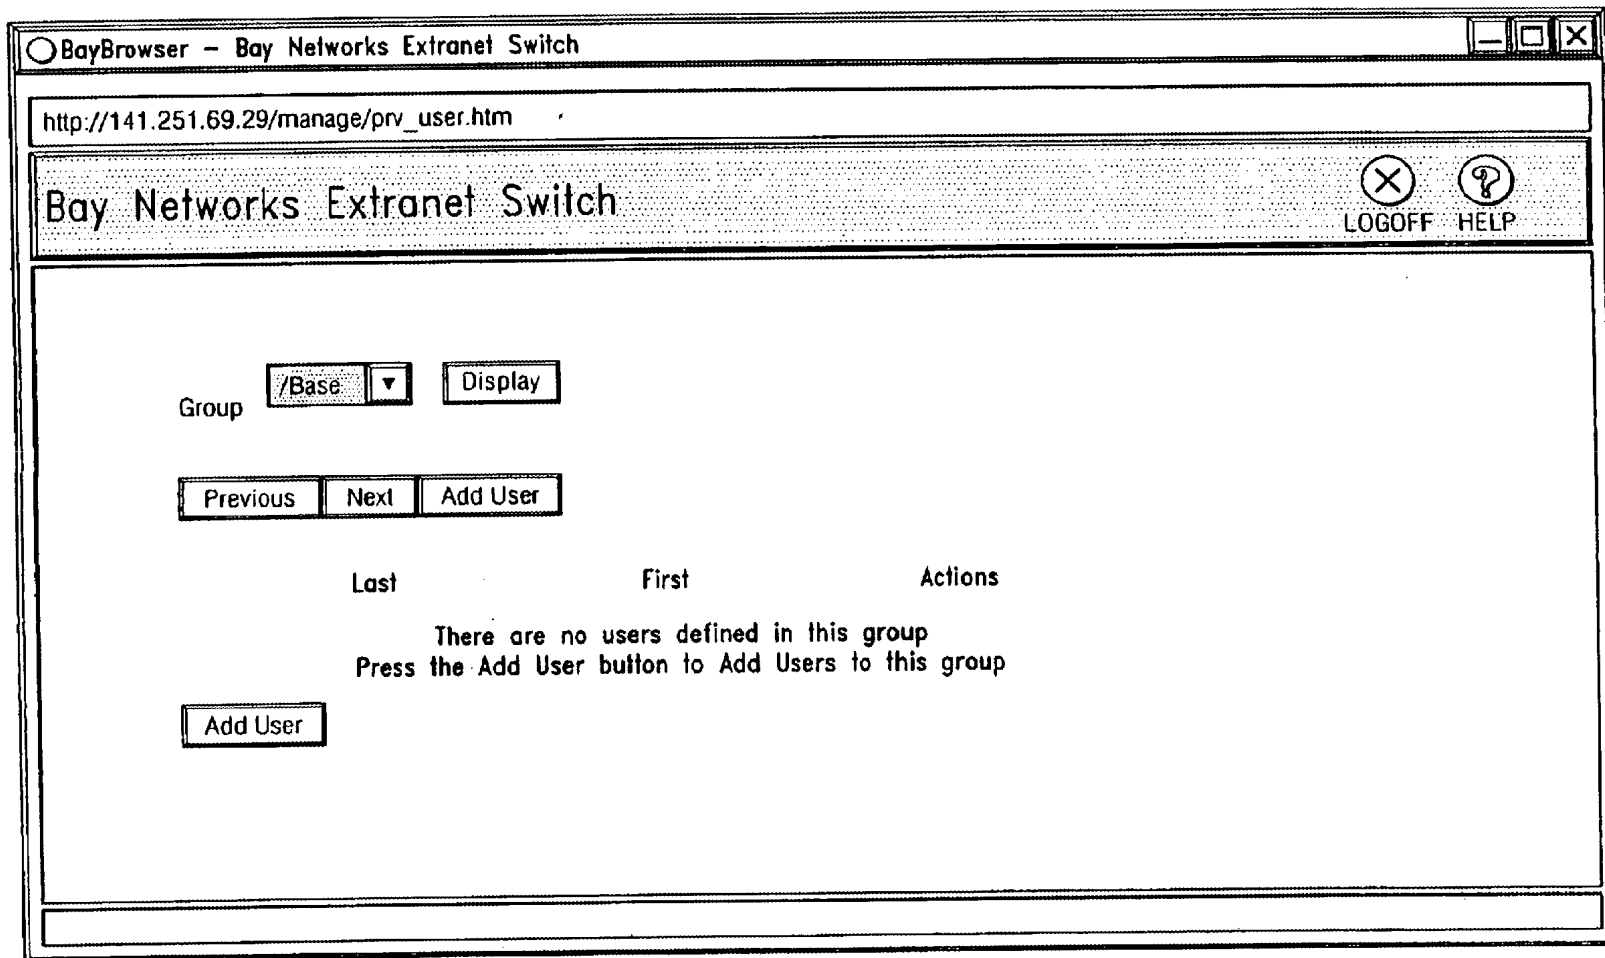 BayBrowser – Bay Networks Extranet Switch
http://141.251.69.29/manage/prv_user.htm
Bay Networks Extranet Switch
LOGOFF HELP
Group /Base Display
Previous Next Add User
Last First Actions
There are no users defined in this group
Press the Add User button to Add Users to this group
Add User